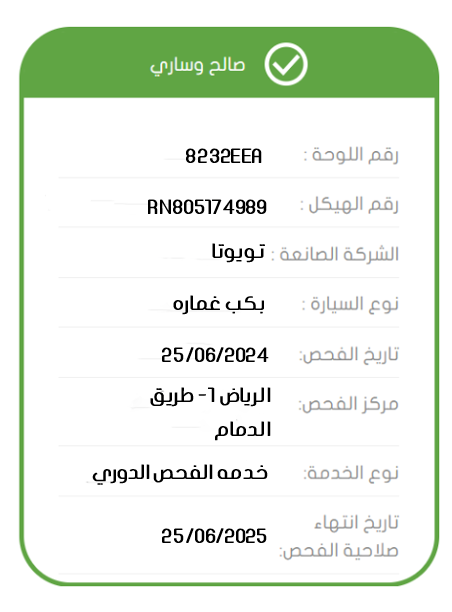 صالح وساري
رقم اللوحة : 8232EEA
رقم الهيكل : RN805174989
الشركة الصانعة : تويوتا
نوع السيارة : بكب غماره
تاريخ الفحص: 25/06/2024
مركز الفحص: الرياض 1- طريق
الدمام
نوع الخدمة: خدمه الفحص الدوري
تاريخ انتهاء
صلاحية الفحص: 25/06/2025